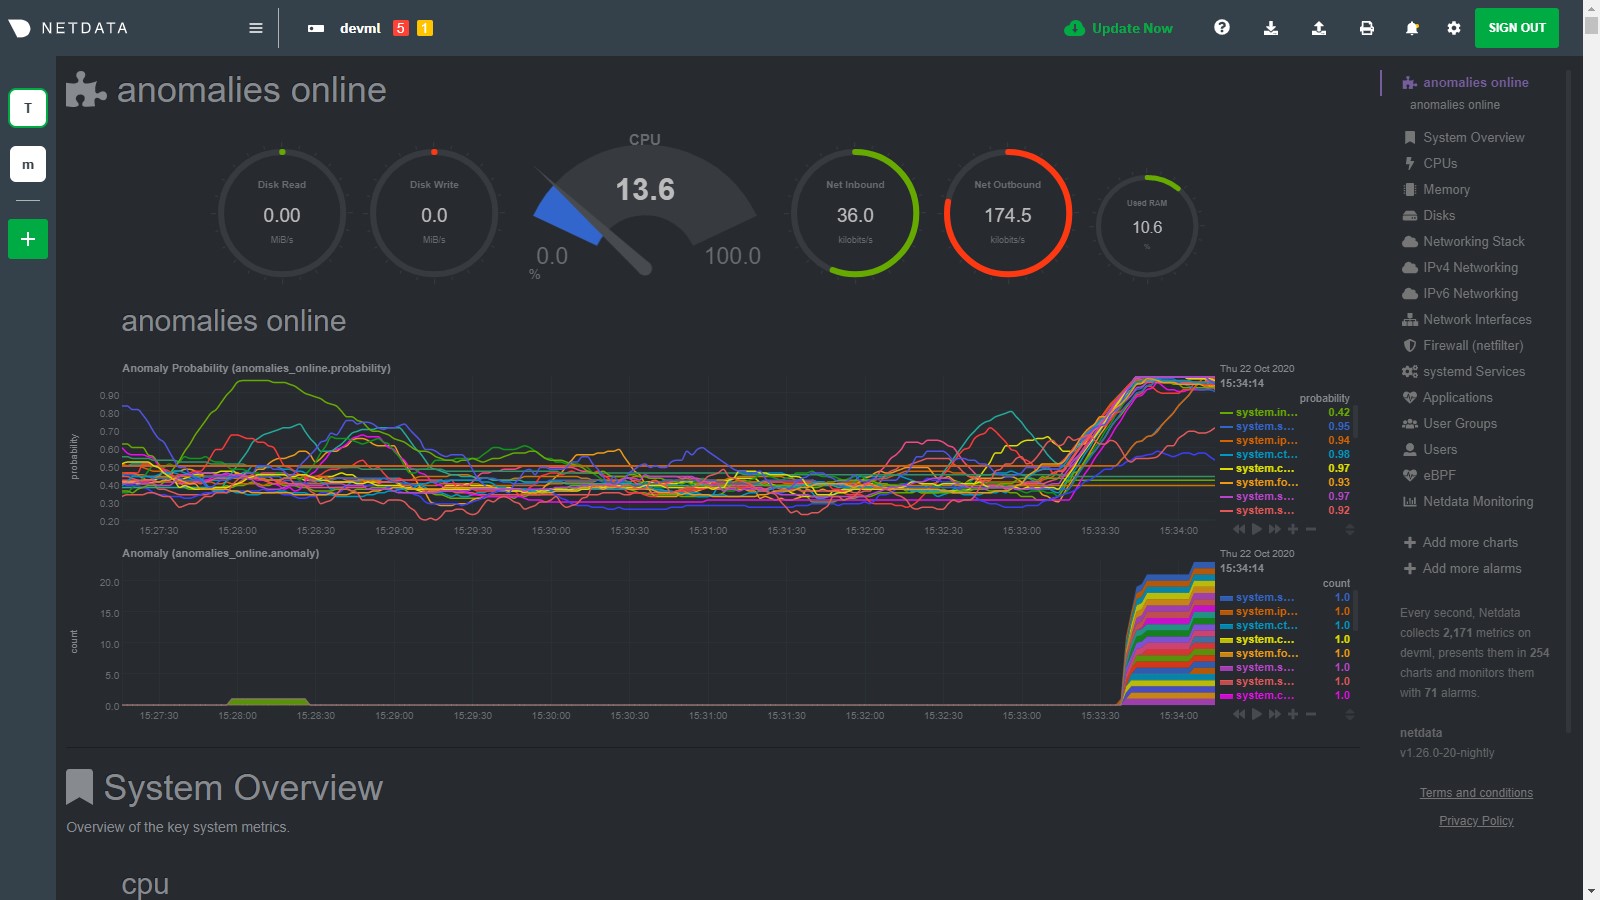 NETDATA
devml 5 1
Update Now
SIGN OUT
T
m
anomalies online
Disk Read
0.00
MiB/s
Disk Write
0.0
MiB/s
CPU
13.6
0.0
100.0
%
Net Inbound
36.0
kilobits/s
Net Outbound
174.5
kilobits/s
Used RAM
10.6
%
anomalies online
Anomaly Probability (anomalies_online.probability)
probability
0.90
0.80
0.70
0.60
0.50
0.40
0.30
0.20
15:27:30 15:28:00 15:28:30 15:29:00 15:29:30 15:30:00 15:30:30 15:31:00 15:31:30 15:32:00 15:32:30 15:33:00 15:33:30 15:34:00
Thu 22 Oct 2020
15:34:14
probability
system.in... 0.42
system.s... 0.95
system.ip... 0.94
system.ct... 0.98
system.c... 0.97
system.fo... 0.93
system.s... 0.97
system.s... 0.92
Anomaly (anomalies_online.anomaly)
count
20.0
15.0
10.0
5.0
0.0
15:27:30 15:28:00 15:28:30 15:29:00 15:29:30 15:30:00 15:30:30 15:31:00 15:31:30 15:32:00 15:32:30 15:33:00 15:33:30 15:34:00
Thu 22 Oct 2020
15:34:14
count
system.s... 1.0
system.ip... 1.0
system.ct... 1.0
system.c... 1.0
system.fo... 1.0
system.s... 1.0
system.s... 1.0
system.c... 1.0
System Overview
Overview of the key system metrics.
cpu
anomalies online
anomalies online
System Overview
CPUs
Memory
Disks
Networking Stack
IPv4 Networking
IPv6 Networking
Network Interfaces
Firewall (netfilter)
systemd Services
Applications
User Groups
Users
eBPF
Netdata Monitoring
Add more charts
Add more alarms
Every second, Netdata
collects 2,171 metrics on
devml, presents them in 254
charts and monitors them
with 71 alarms.
netdata
v1.26.0-20-nightly
Terms and conditions
Privacy Policy